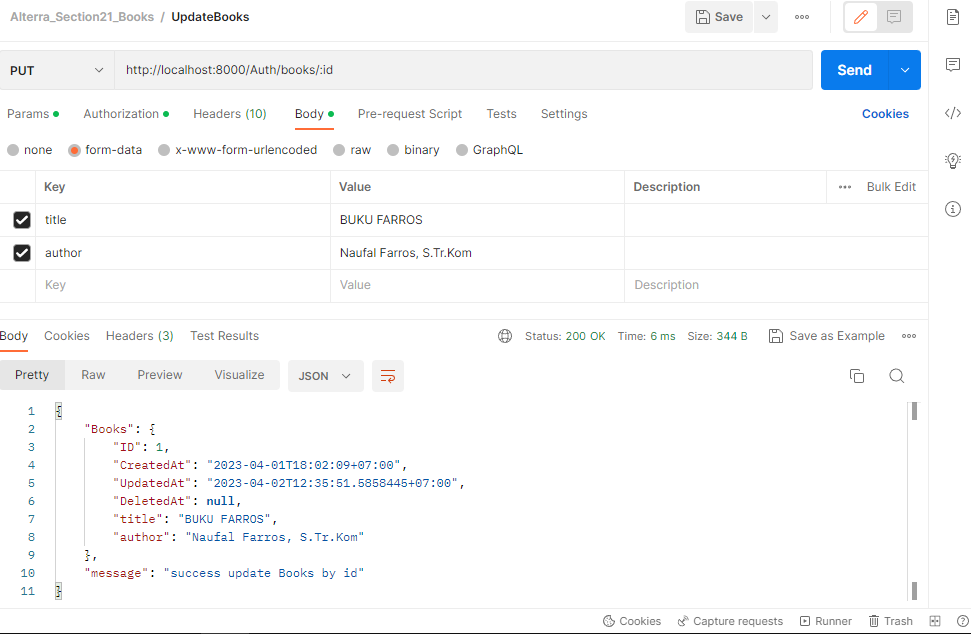 Alterra_Section21_Books / UpdateBooks Save
PUT http://localhost:8000/Auth/books/:id Send
Params Authorization Headers (10) Body Pre-request Script Tests Settings Cookies
none form-data x-www-form-urlencoded raw binary GraphQL
Key Value Description Bulk Edit
title BUKU FARROS
author Naufal Farros, S.Tr.Kom
Key Value Description
Body Cookies Headers (3) Test Results Status: 200 OK Time: 6 ms Size: 344 B Save as Example
Pretty Raw Preview Visualize JSON
1 {
2 "Books": {
3 "ID": 1,
4 "CreatedAt": "2023-04-01T18:02:09+07:00",
5 "UpdatedAt": "2023-04-02T12:35:51.5858445+07:00",
6 "DeletedAt": null,
7 "title": "BUKU FARROS",
8 "author": "Naufal Farros, S.Tr.Kom"
9 },
10 "message": "success update Books by id"
11 }
Cookies Capture requests Runner Trash